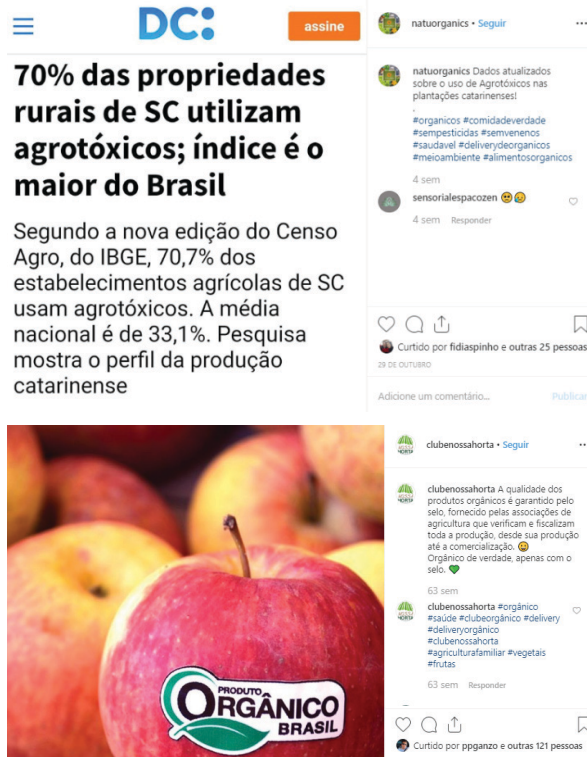 DC:
assine
70% das propriedades
rurais de SC utilizam
agrotóxicos; índice é o
maior do Brasil
Segundo a nova edição do Censo
Agro, do IBGE, 70,7% dos
estabelecimentos agrícolas de SC
usam agrotóxicos. A média
nacional é de 33,1%. Pesquisa
mostra o perfil da produção
catarinense
natuorganics • Seguir
natuorganics Dados atualizados
sobre o uso de Agrotóxicos nas
plantações catarinenses!
.
#organicos #comidadeverdade
#sempesticidas #semvenenos
#saudavel #deliverydeorganicos
#meioambiente #alimentosorganicos
4 sem
sensorialespacozen
4 sem Responder
Curtido por fidiaspinho e outras 25 pessoas
29 DE OUTUBRO
Adicione um comentário... Publicar
PRODUTO
ORGÂNICO
BRASIL
clubenossahorta • Seguir
clubenossahorta A qualidade dos
produtos orgânicos é garantido pelo
selo, fornecido pelas associações de
agricultura que verificam e fiscalizam
toda a produção, desde sua produção
até a comercialização.
Orgânico de verdade, apenas com o
selo.
63 sem
clubenossahorta #orgânico
#saúde #clubeorgânico #delivery
#deliveryorgânico
#clubenossahorta
#agriculturafamiliar #vegetais
#frutas
63 sem Responder
Curtido por ppganzo e outras 121 pessoas